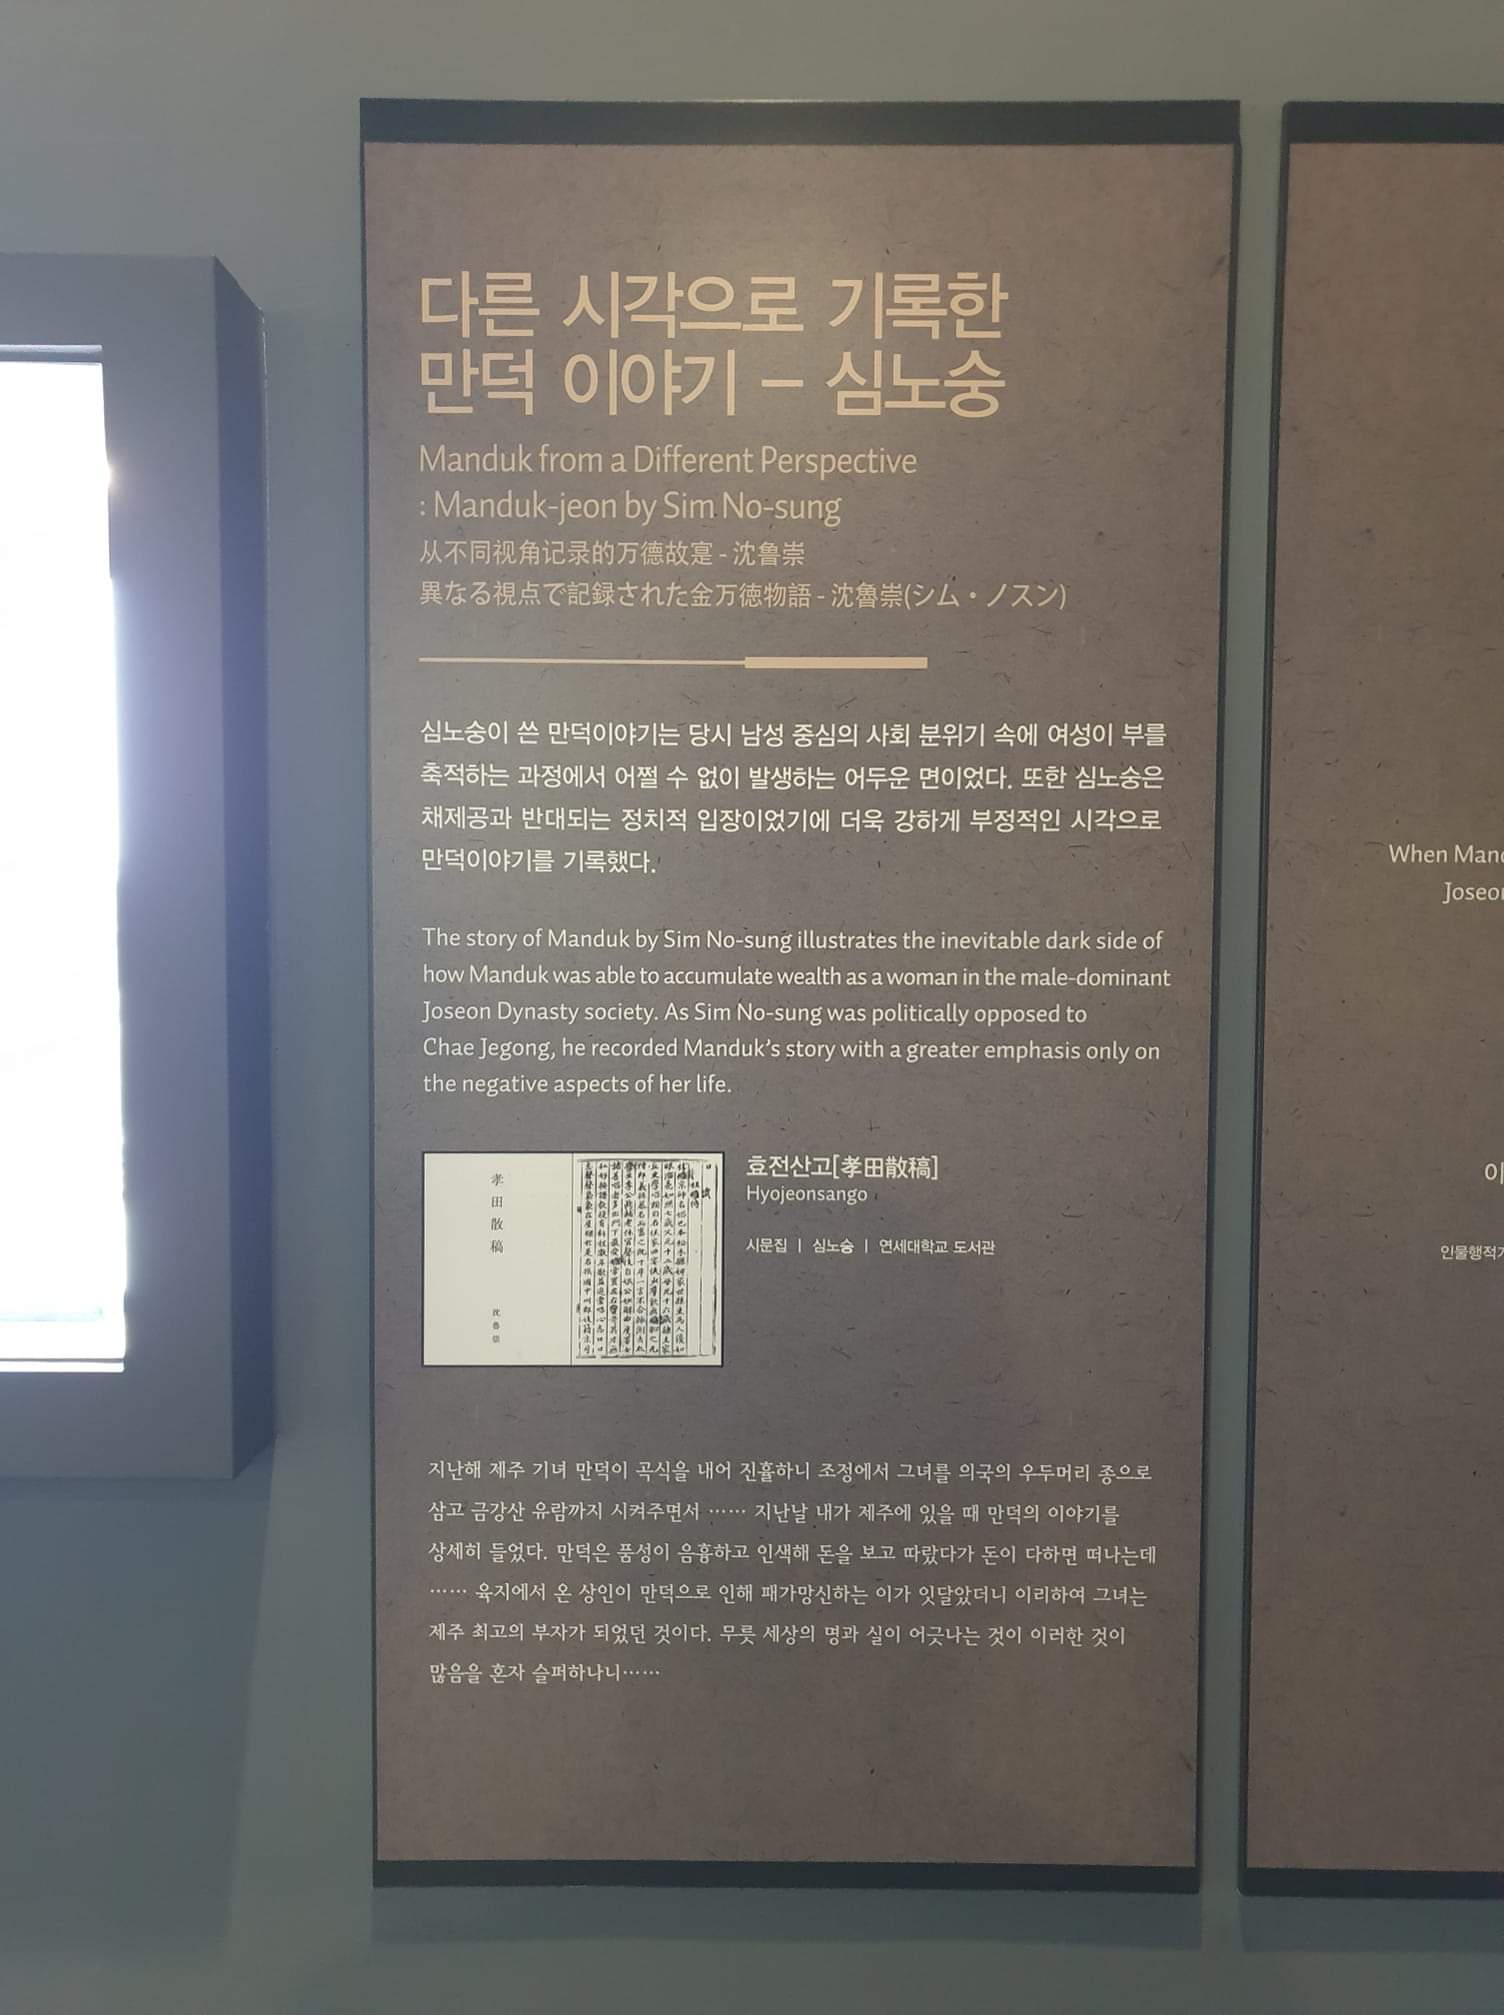 다른 시각으로 기록한
만덕 이야기 – 심노숭
Manduk from a Different Perspective
: Manduk-jeon by Sim No-sung
从不同视角记录的万德故寔 - 沈鲁崇
異なる視点で記録された金万徳物語 - 沈魯崇(シム・ノスン)
심노숭이 쓴 만덕이야기는 당시 남성 중심의 사회 분위기 속에 여성이 부를
축적하는 과정에서 어쩔 수 없이 발생하는 어두운 면이었다. 또한 심노숭은
채제공과 반대되는 정치적 입장이었기에 더욱 강하게 부정적인 시각으로
만덕이야기를 기록했다.
The story of Manduk by Sim No-sung illustrates the inevitable dark side of
how Manduk was able to accumulate wealth as a woman in the male-dominant
Joseon Dynasty society. As Sim No-sung was politically opposed to
Chae Jegong, he recorded Manduk's story with a greater emphasis only on
the negative aspects of her life.
孝田散稿
沈魯崇
효전산고[孝田散稿]
Hyojeonsango
시문집 | 심노숭 | 연세대학교 도서관
지난해 제주 기녀 만덕이 곡식을 내어 진휼하니 조정에서 그녀를 의국의 우두머리 종으로
삼고 금강산 유람까지 시켜주면서 …… 지난날 내가 제주에 있을 때 만덕의 이야기를
상세히 들었다. 만덕은 품성이 음흉하고 인색해 돈을 보고 따랐다가 돈이 다하면 떠나는데
…… 육지에서 온 상인이 만덕으로 인해 패가망신하는 이가 잇달았더니 이리하여 그녀는
제주 최고의 부자가 되었던 것이다. 무릇 세상의 명과 실이 어긋나는 것이 이러한 것이
많음을 혼자 슬퍼하나니……
When Mand
Joseon
이
인물행적